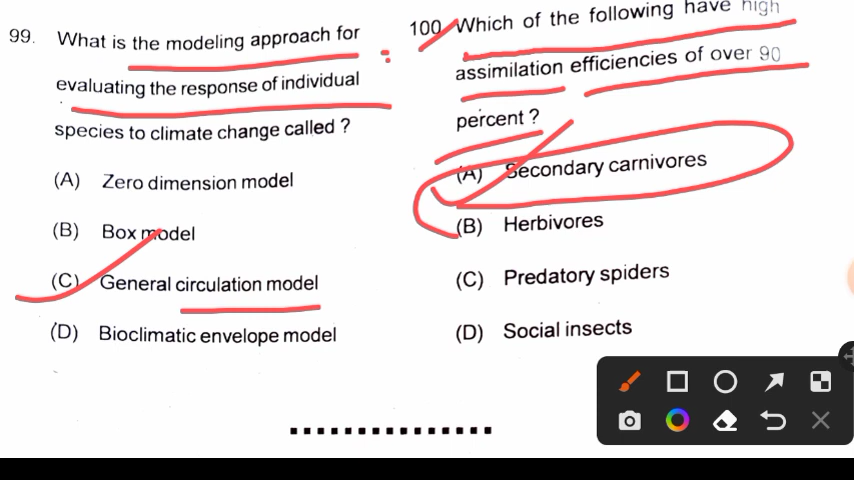 99. What is the modeling approach for
evaluating the response of individual
species to climate change called ?
(A) Zero dimension model
(B) Box model
(C) General circulation model
(D) Bioclimatic envelope model
100. Which of the following have high
assimilation efficiencies of over 90
percent ?
(A) Secondary carnivores
(B) Herbivores
(C) Predatory spiders
(D) Social insects